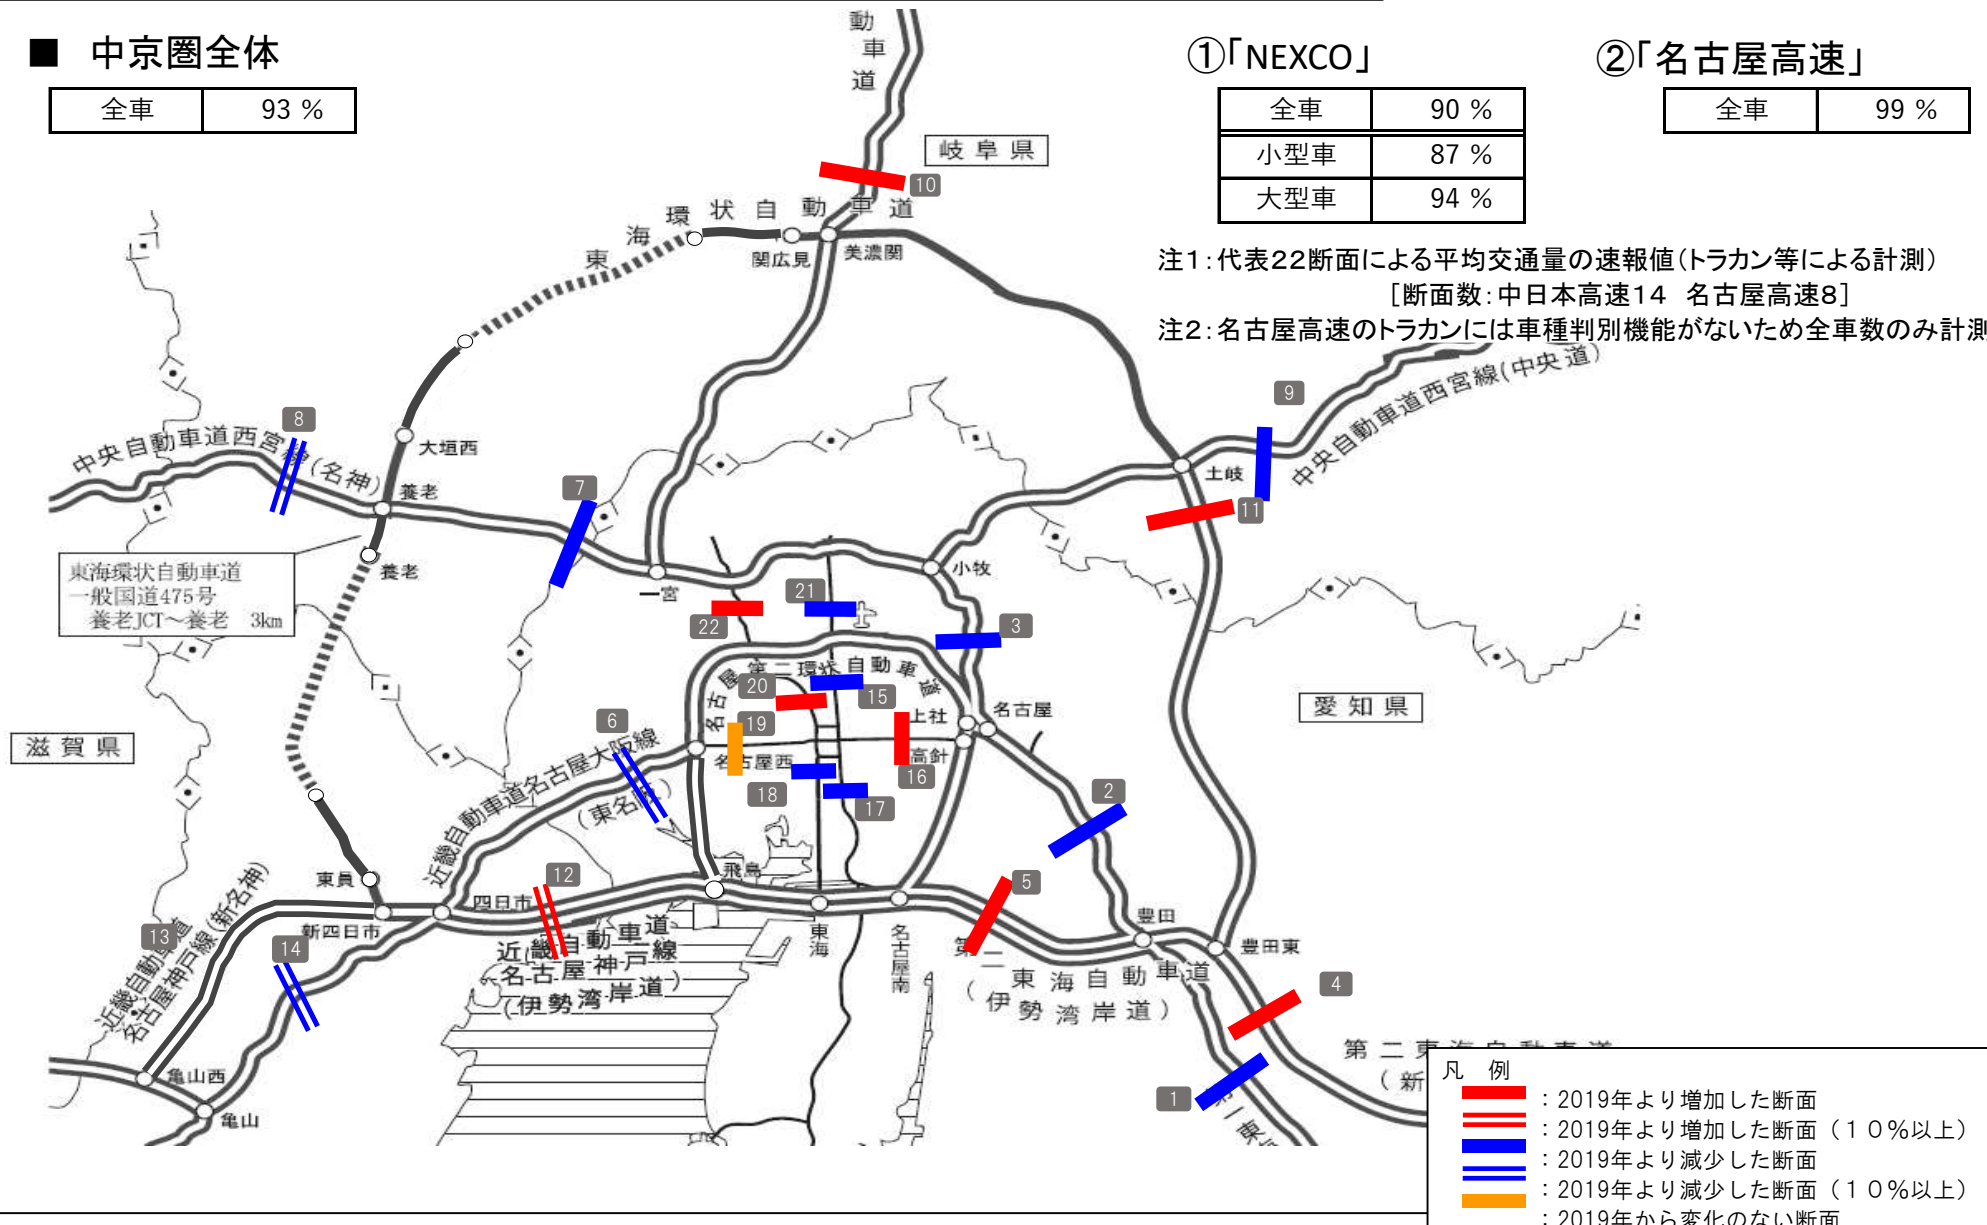 ■ 中京圏全体
全車 93 %
①「NEXCO」
全車 90 %
小型車 87 %
大型車 94 %
②「名古屋高速」
全車 99 %
注1：代表22断面による平均交通量の速報値（トラカン等による計測）
［断面数：中日本高速14 名古屋高速8］
注2：名古屋高速のトラカンには車種判別機能がないため全車数のみ計測
動車道
岐阜県
10
東海環状自動車道
関広見
美濃関
9
中央自動車道西宮線(中央道)
8
中央自動車道西宮線(名神)
大垣西
養老
7
土岐
11
養老
東海環状自動車道
一般国道475号
養老JCT～養老 3km
一宮
小牧
21
22
3
名古屋第二環状自動車道
20
15
19
上社
名古屋
愛知県
滋賀県
6
名古屋西
高針
16
18
17
近畿自動車道名古屋大阪線
(東名阪)
2
12
飛島
5
東員
四日市
新四日市
近畿自動車道
名古屋神戸線
(伊勢湾岸道)
東海
名古屋南
豊田
豊田東
第二東海自動車道
(伊勢湾岸道)
13
近畿自動車道
名古屋神戸線(新名神)
14
4
亀山西
亀山
1
第一東
第二東海自動車道
(新
凡 例
：2019年より増加した断面
：2019年より増加した断面（１０％以上）
：2019年より減少した断面
：2019年より減少した断面（１０％以上）
：2019年から変化のない断面